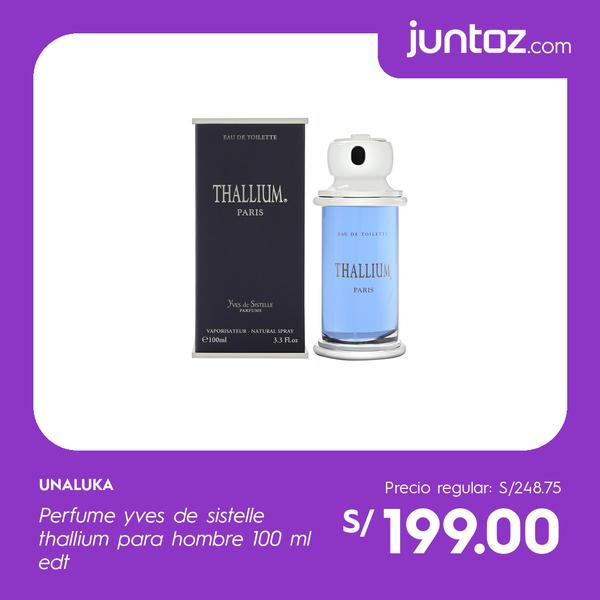 juntoz.com
EAU DE TOILETTE
THALLIUM.
PARIS
Yves de Sistelle
PARFUMS
VAPORISATEUR - NATURAL SPRAY
℮100ml 3.3 Fl.oz
EAU DE TOILETTE
THALLIUM
PARIS
UNALUKA
Perfume yves de sistelle
thallium para hombre 100 ml
edt
Precio regular: S/248.75
S/199.00